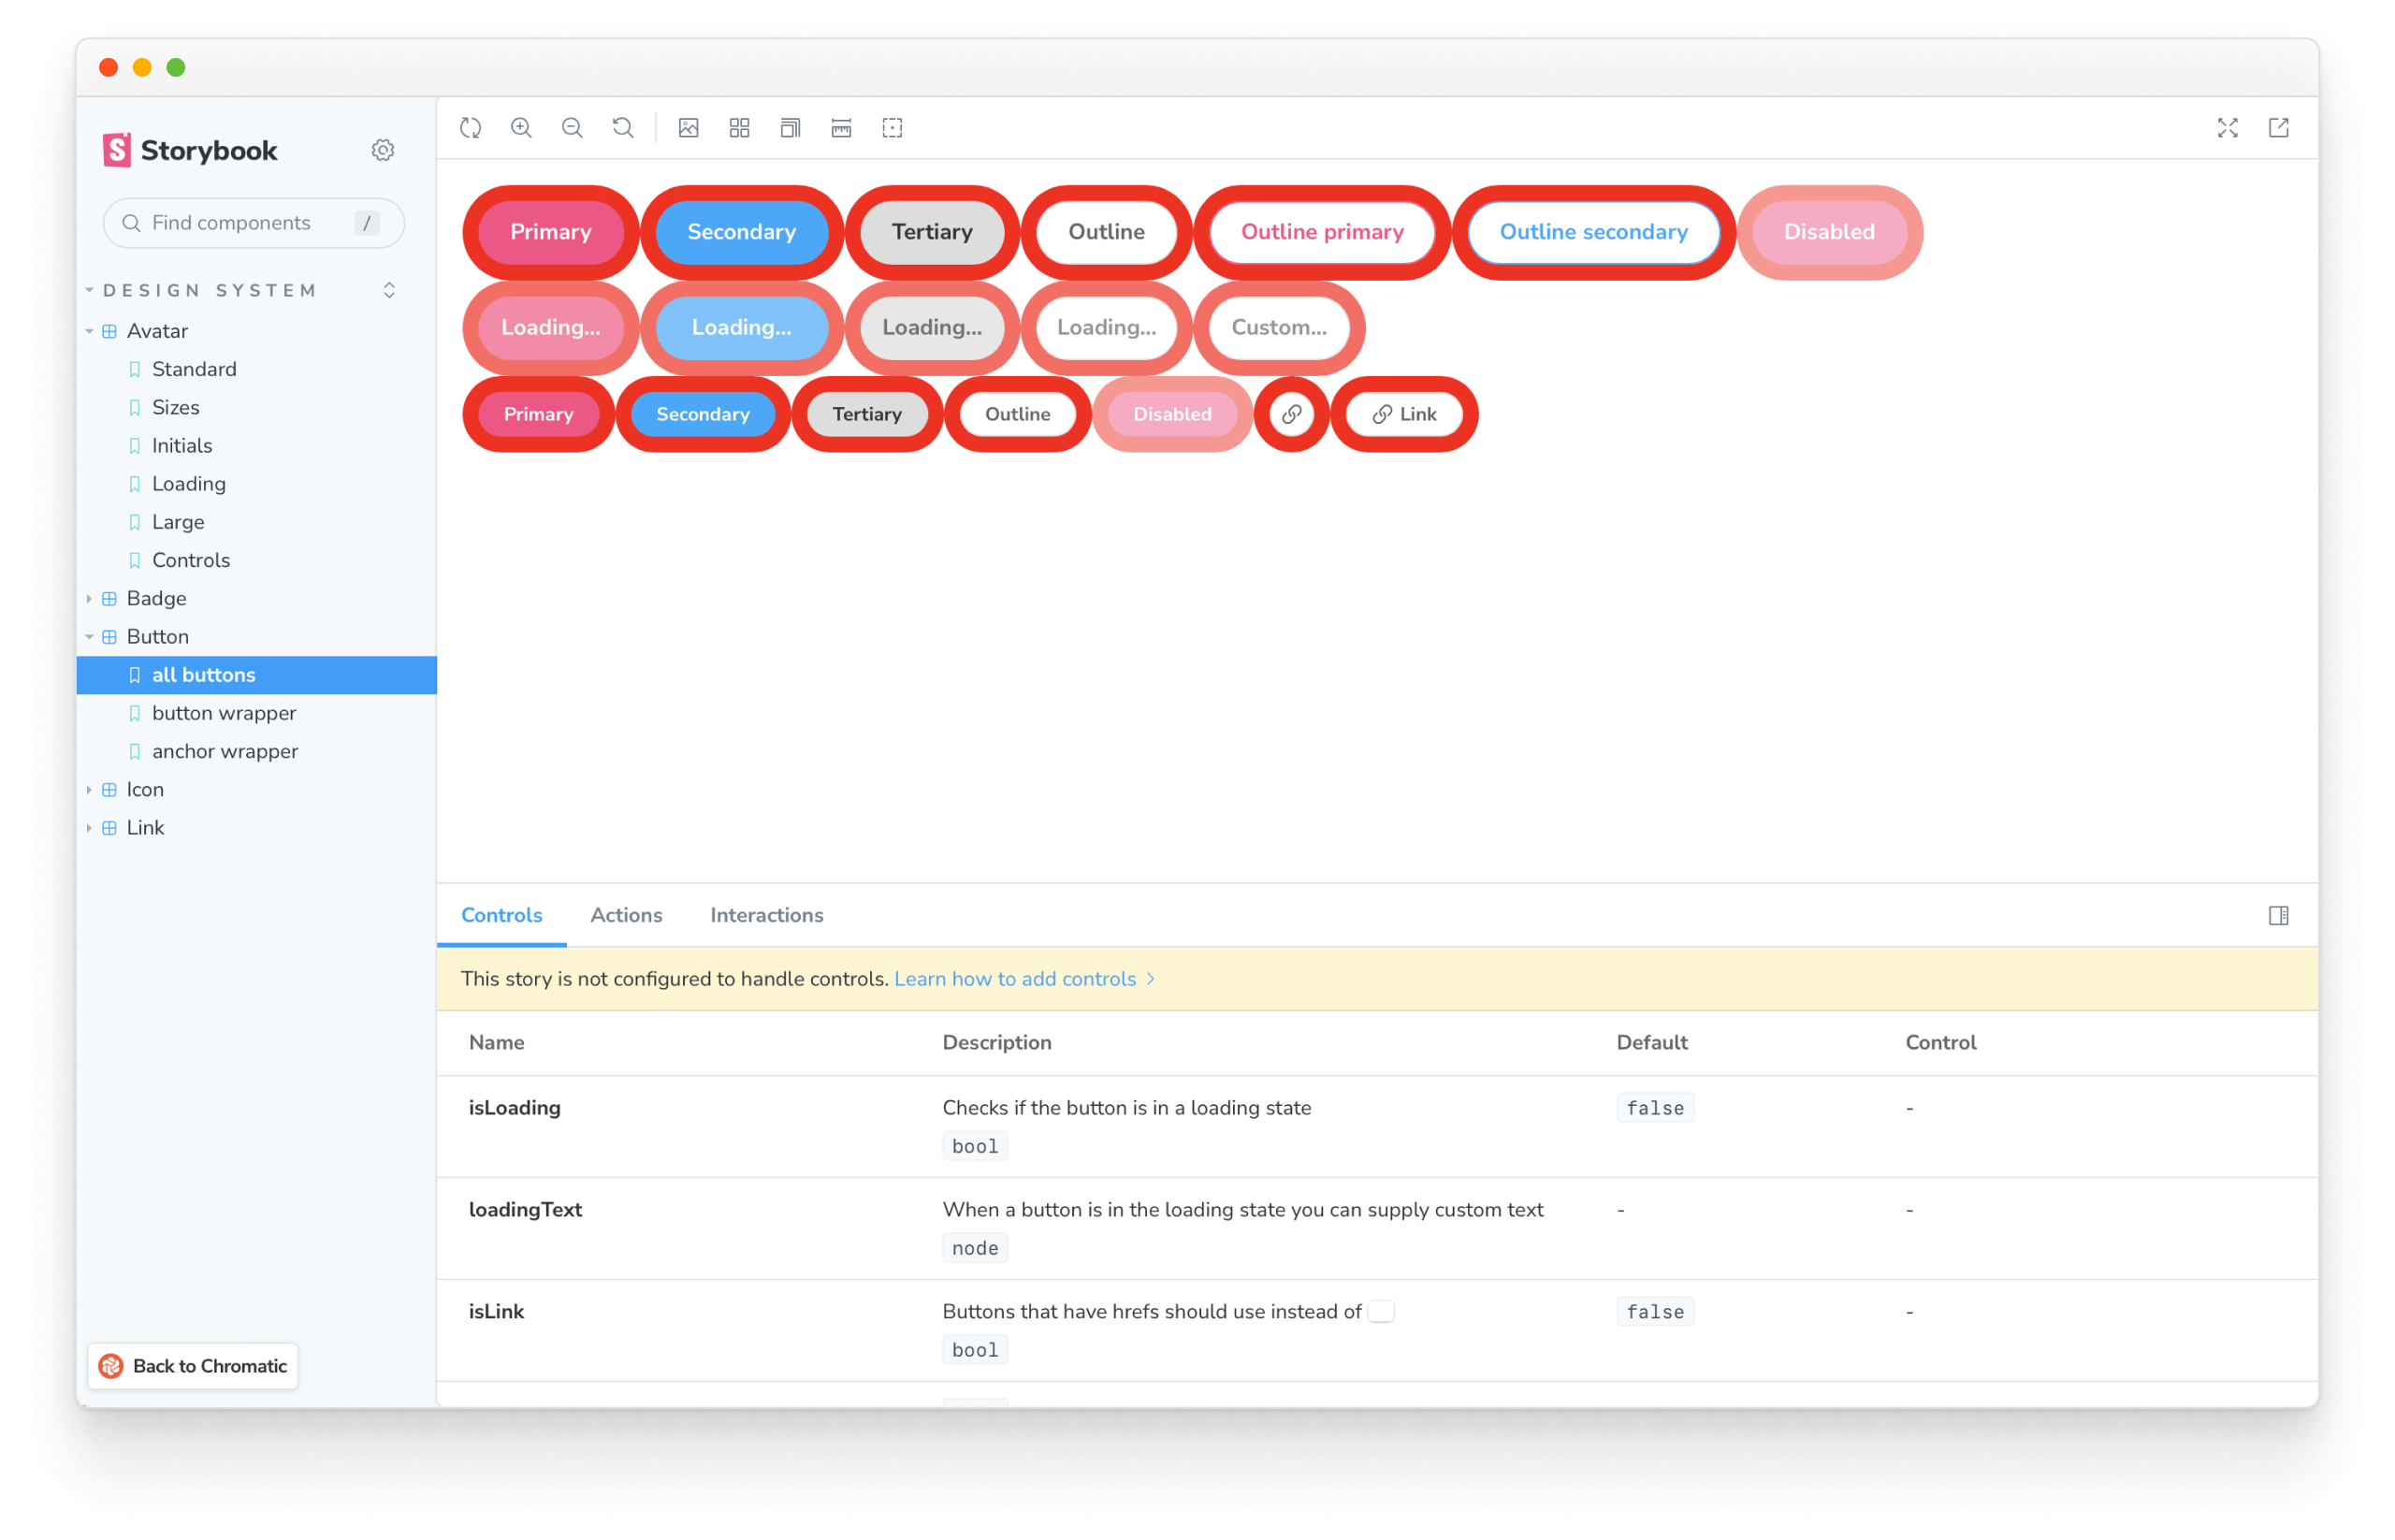 Storybook
Find components /
DESIGN SYSTEM
Avatar
Standard
Sizes
Initials
Loading
Large
Controls
Badge
Button
all buttons
button wrapper
anchor wrapper
Icon
Link
Back to Chromatic
Primary Secondary Tertiary Outline Outline primary Outline secondary Disabled
Loading... Loading... Loading... Loading... Custom...
Primary Secondary Tertiary Outline Disabled Link
Controls Actions Interactions
This story is not configured to handle controls. Learn how to add controls
Name Description Default Control
isLoading Checks if the button is in a loading state false -
bool
loadingText When a button is in the loading state you can supply custom text - -
node
isLink Buttons that have hrefs should use instead of false -
bool